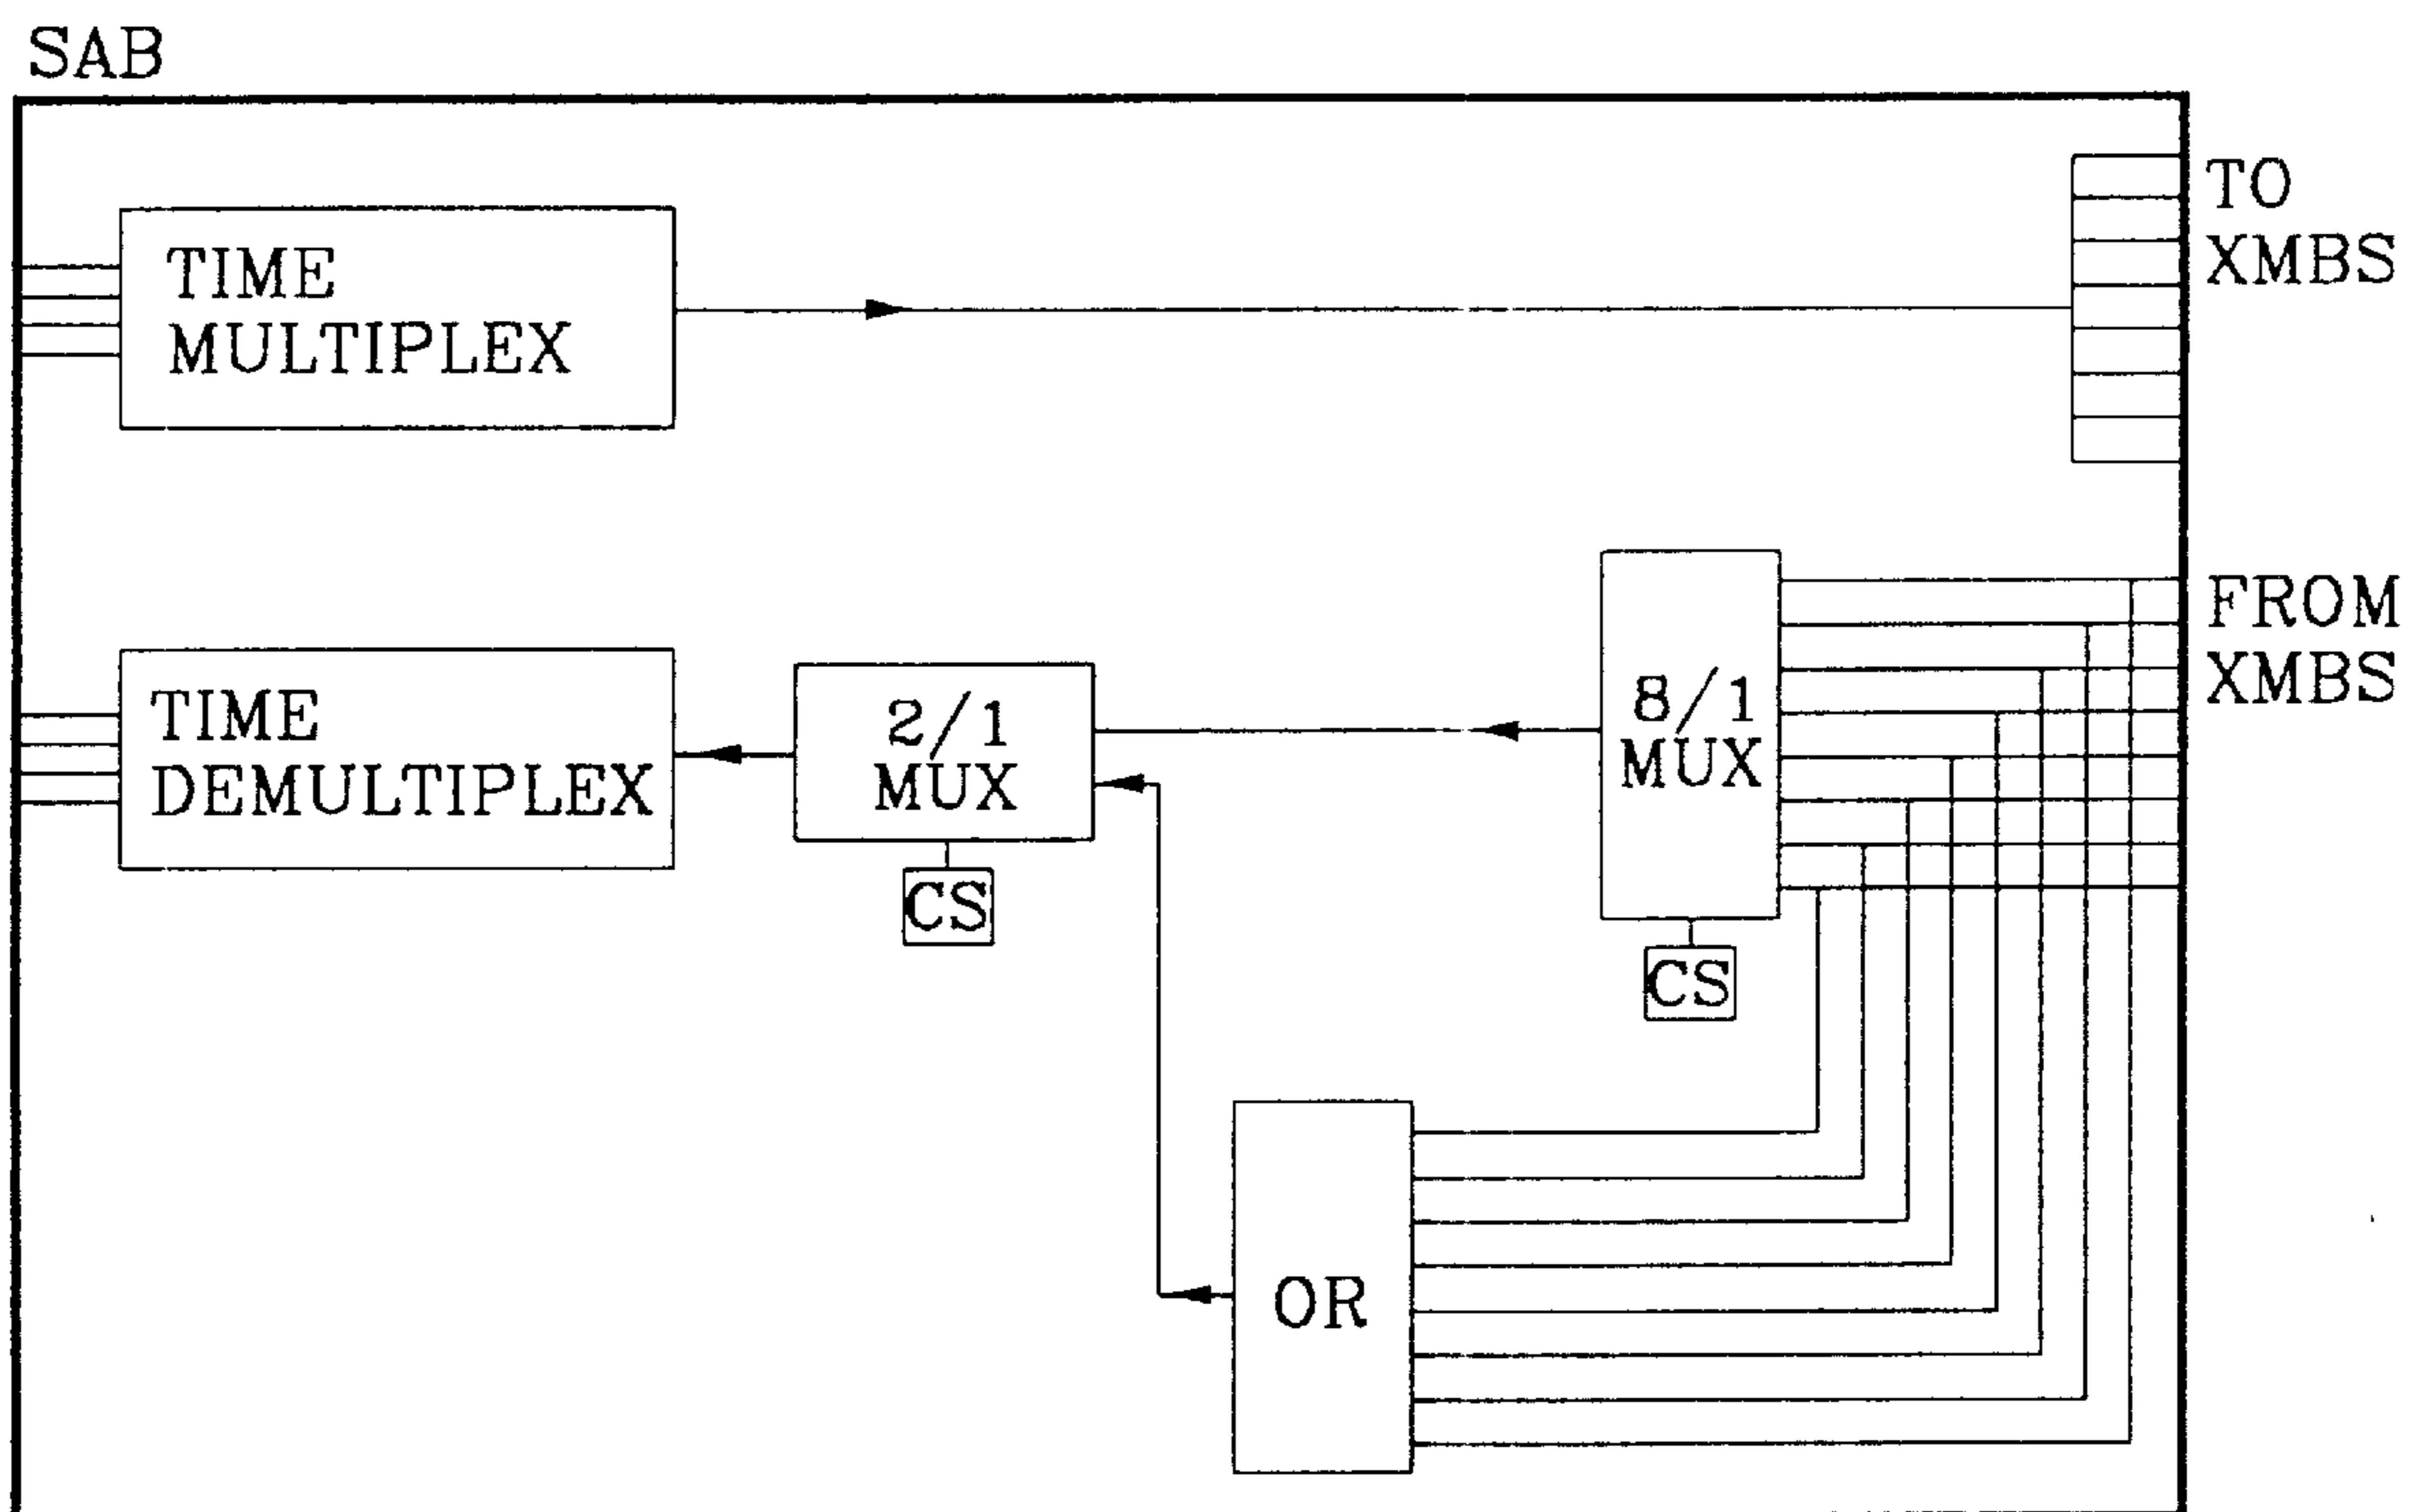 SAB
TO
XMBS
TIME
MULTIPLEX
FROM
XMBS
8/1
MUX
2/1
MUX
TIME
DEMULTIPLEX
CS
CS
OR